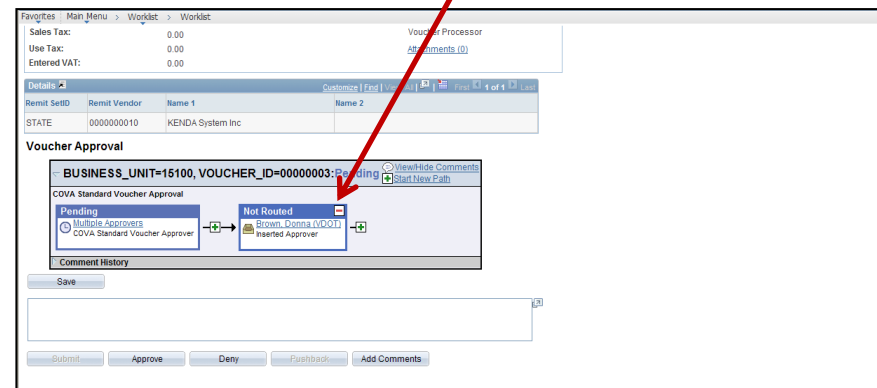 Favorites Main Menu > Worklist > Worklist
Sales Tax: 0.00 Voucher Processor
Use Tax: 0.00 Attachments (0)
Entered VAT: 0.00
Details Customize | Find | View All | First 1 of 1 Last
Remit SetID Remit Vendor Name 1 Name 2
STATE 0000000010 KENDA System Inc
Voucher Approval
BUSINESS_UNIT=15100, VOUCHER_ID=00000003:Pending View/Hide Comments
Start New Path
COVA Standard Voucher Approval
Pending Not Routed
Multiple Approvers Brown, Donna (VDOT)
COVA Standard Voucher Approver Inserted Approver
Comment History
Save
Submit Approve Deny Pushback Add Comments